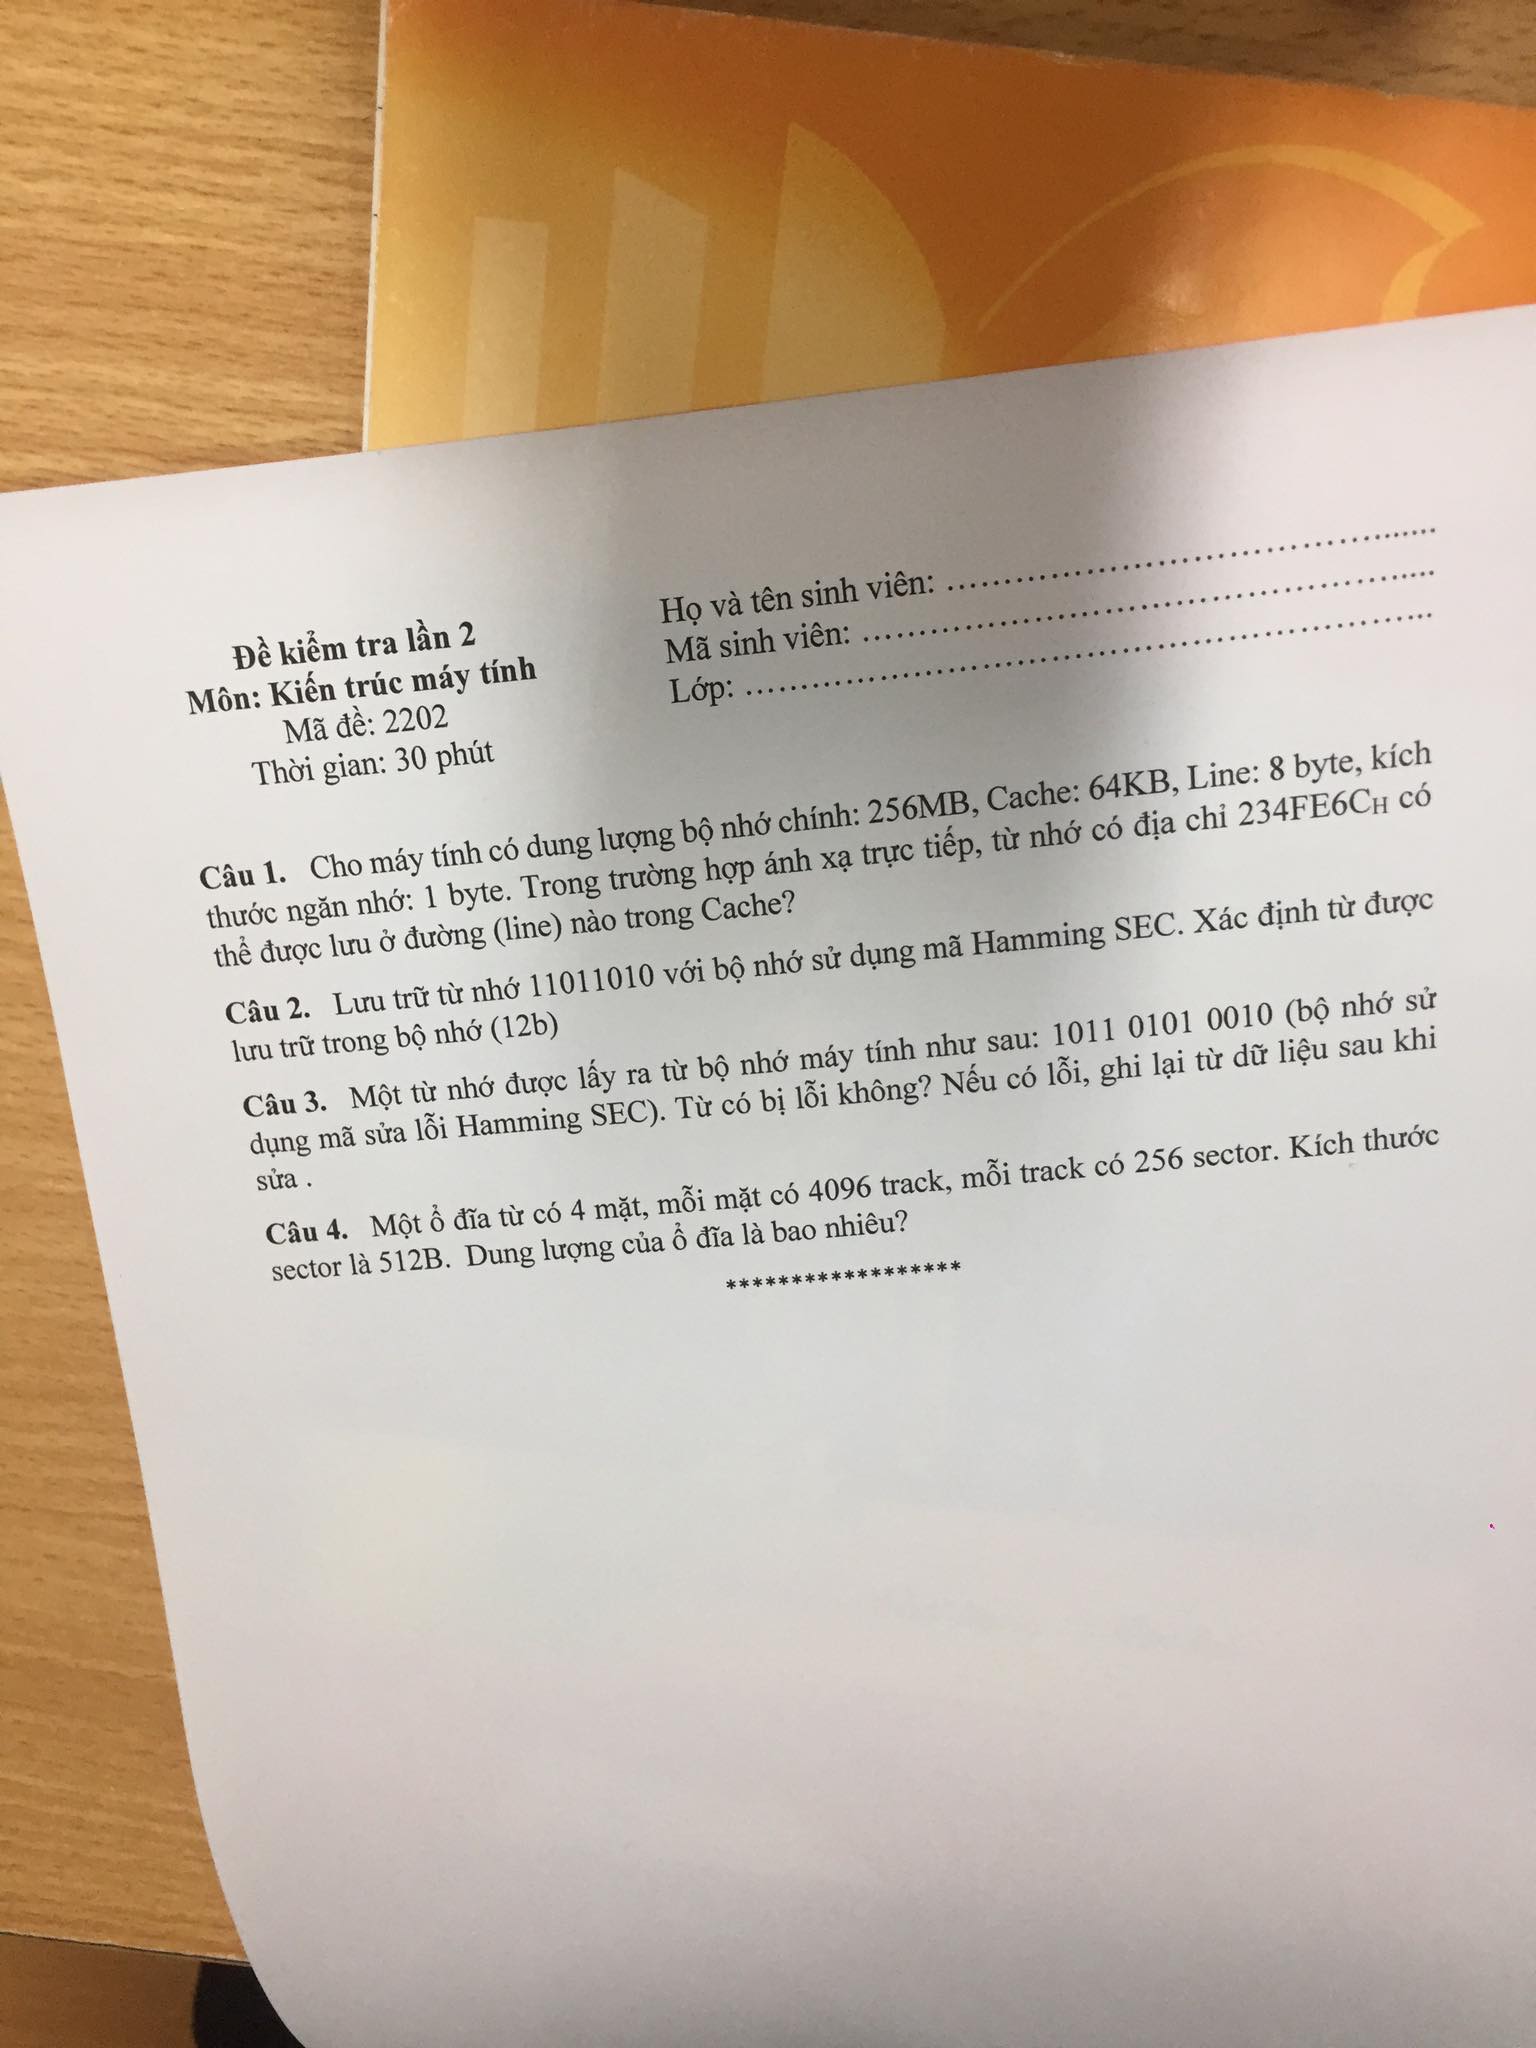 Đề kiểm tra lần 2
Môn: Kiến trúc máy tính
Mã đề: 2202
Thời gian: 30 phút
Họ và tên sinh viên: ................................................
Mã sinh viên: ........................................................
Lớp: ....................................................................
Câu 1. Cho máy tính có dung lượng bộ nhớ chính: 256MB, Cache: 64KB, Line: 8 byte, kích
thước ngăn nhớ: 1 byte. Trong trường hợp ánh xạ trực tiếp, từ nhớ có địa chỉ 234FE6CH có
thể được lưu ở đường (line) nào trong Cache?
Câu 2. Lưu trữ từ nhớ 11011010 với bộ nhớ sử dụng mã Hamming SEC. Xác định từ được
lưu trữ trong bộ nhớ (12b)
Câu 3. Một từ nhớ được lấy ra từ bộ nhớ máy tính như sau: 1011 0101 0010 (bộ nhớ sử
dụng mã sửa lỗi Hamming SEC). Từ có bị lỗi không? Nếu có lỗi, ghi lại từ dữ liệu sau khi
sửa .
Câu 4. Một ổ đĩa từ có 4 mặt, mỗi mặt có 4096 track, mỗi track có 256 sector. Kích thước
sector là 512B. Dung lượng của ổ đĩa là bao nhiêu?
******************